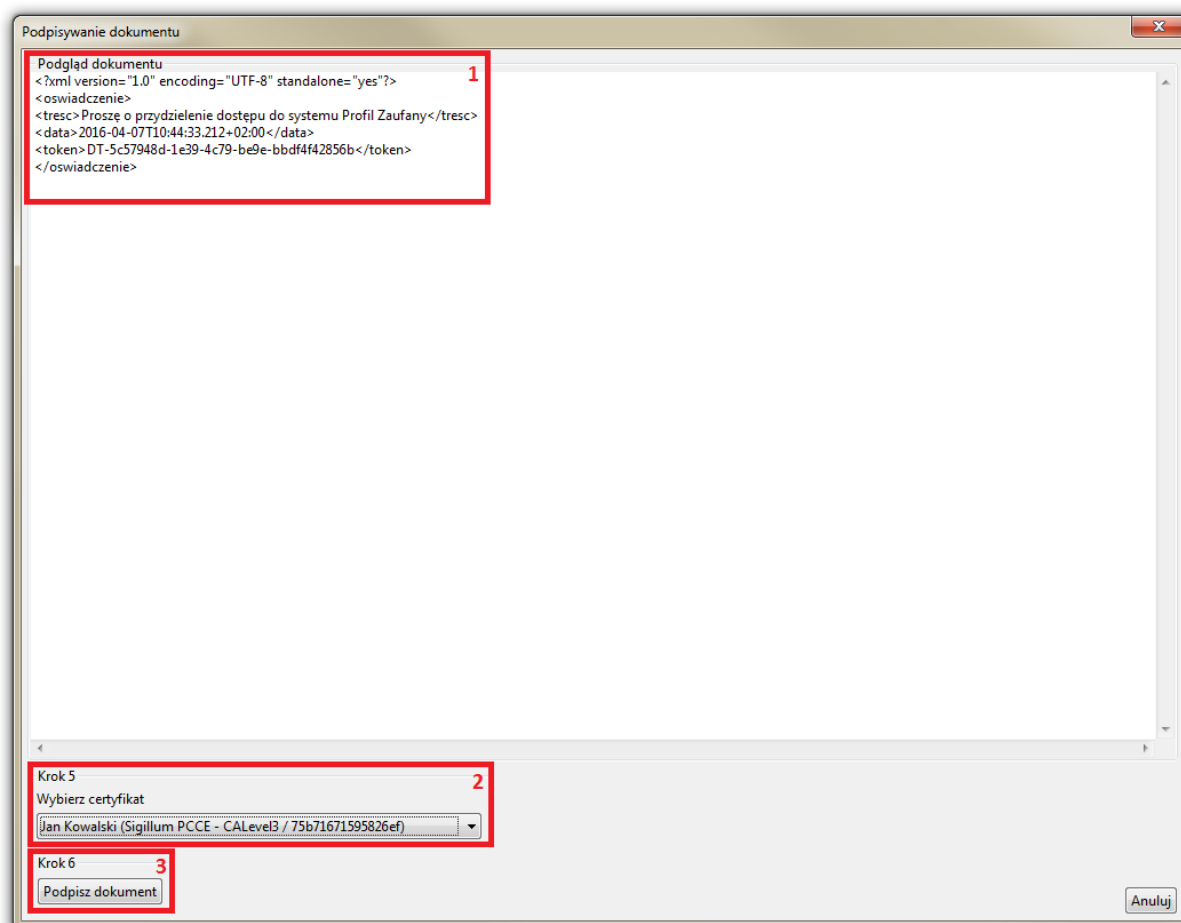 Podpisywanie dokumentu
x
Podgląd dokumentu
1
<?xml version="1.0" encoding="UTF-8" standalone="yes"?>
<oswiadczenie>
<tresc>Proszę o przydzielenie dostępu do systemu Profil Zaufany</tresc>
<data>2016-04-07T10:44:33.212+02:00</data>
<token>DT-5c57948d-1e39-4c79-be9e-bbdf4f42856b</token>
</oswiadczenie>
Krok 5
2
Wybierz certyfikat
Jan Kowalski (Sigillum PCCE - CALevel3 / 75b71671595826ef)
Krok 6
3
Podpisz dokument
Anuluj